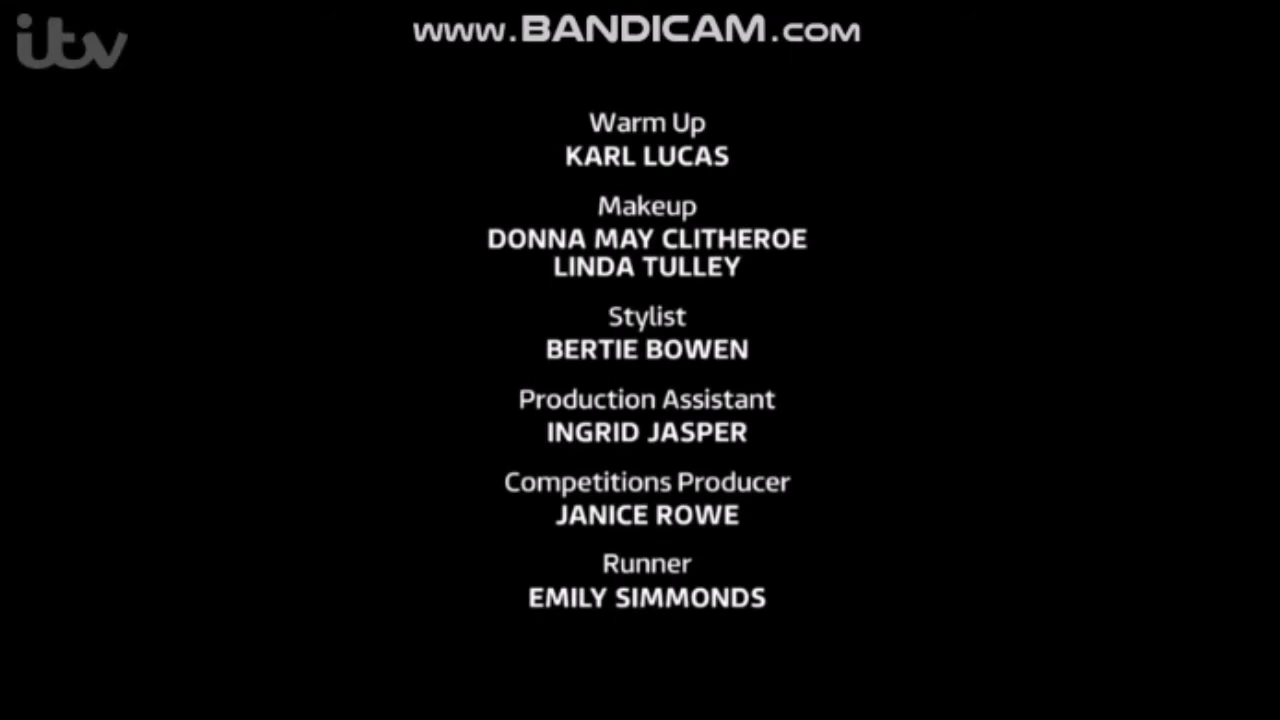 itv
www.BANDICAM.COM
Warm Up
KARL LUCAS
Makeup
DONNA MAY CLITHEROE
LINDA TULLEY
Stylist
BERTIE BOWEN
Production Assistant
INGRID JASPER
Competitions Producer
JANICE ROWE
Runner
EMILY SIMMONDS